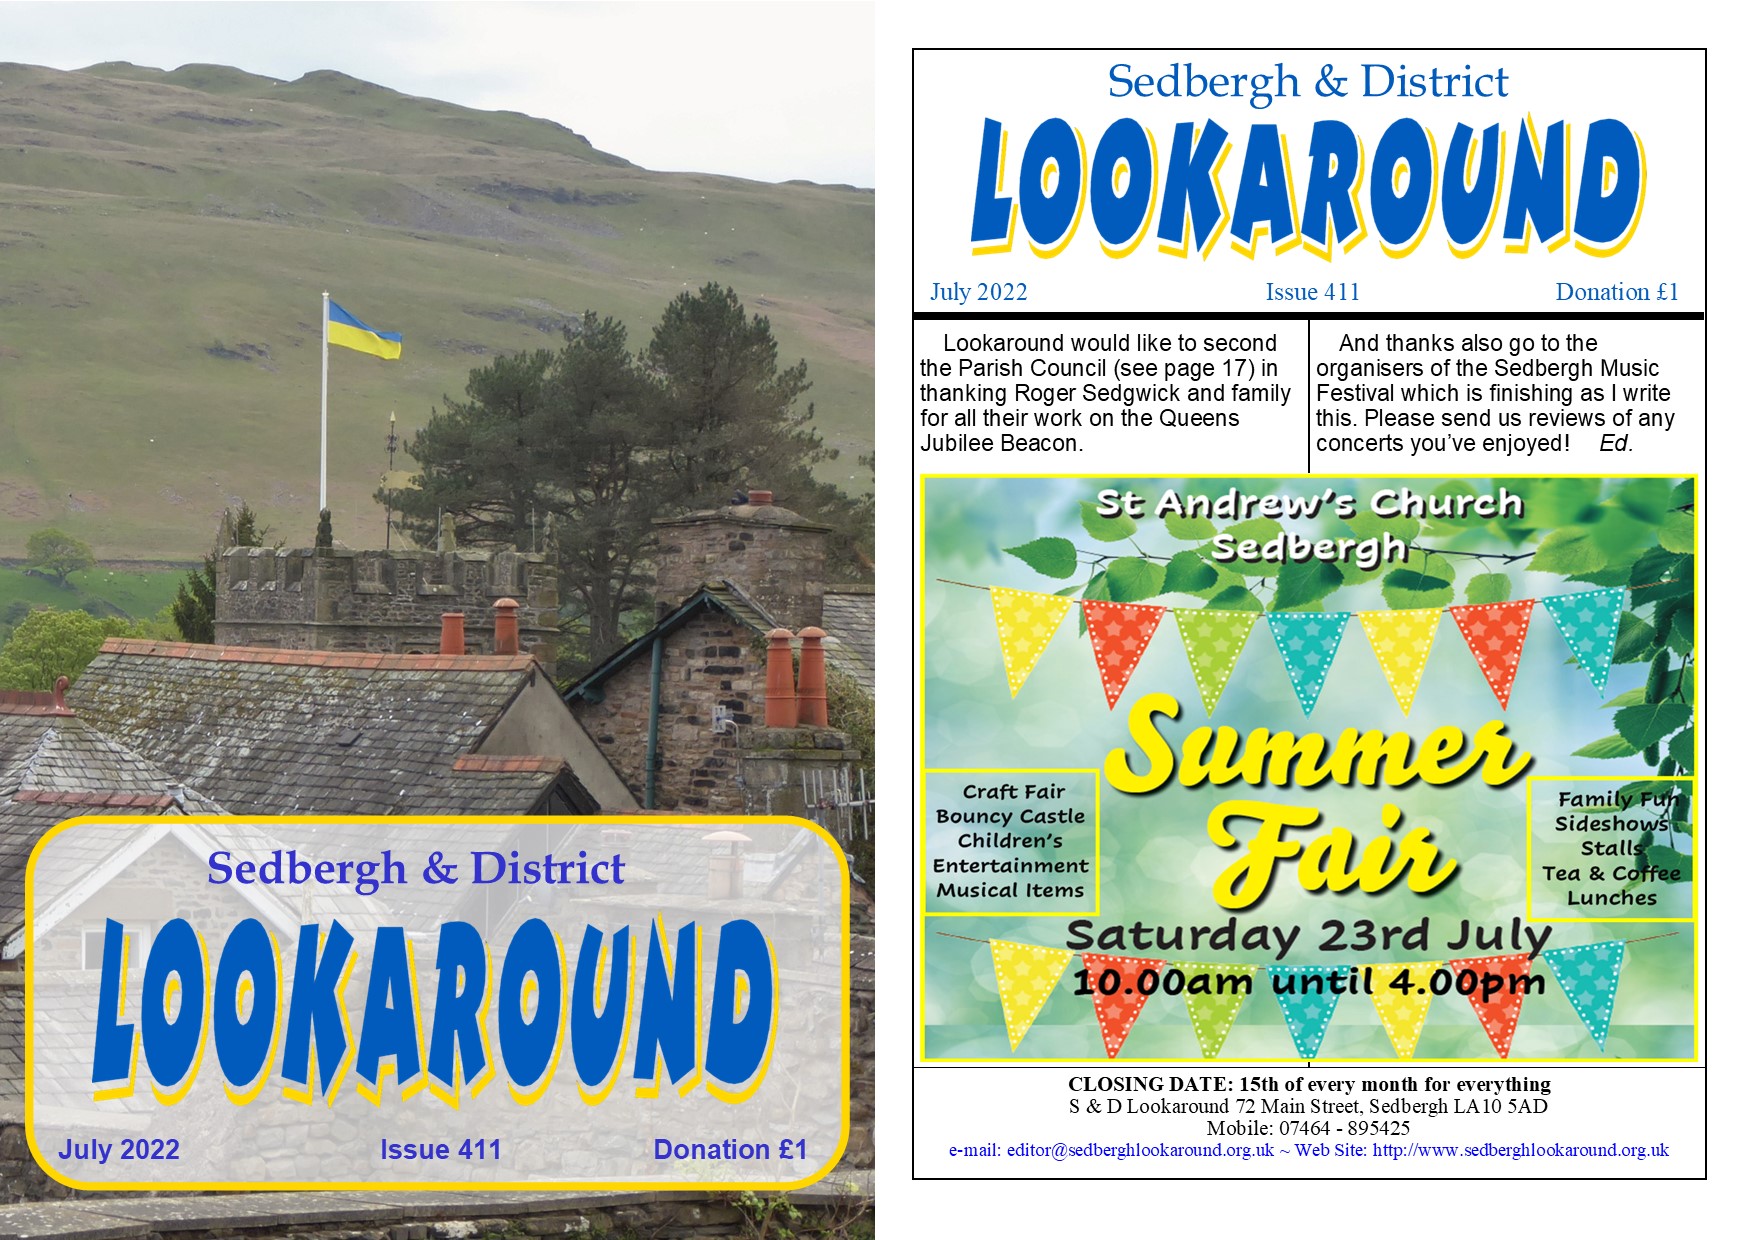 Sedbergh & District
LOOKAROUND
July 2022 Issue 411 Donation £1
Sedbergh & District
LOOKAROUND
July 2022 Issue 411 Donation £1
Lookaround would like to second
the Parish Council (see page 17) in
thanking Roger Sedgwick and family
for all their work on the Queens
Jubilee Beacon.
And thanks also go to the
organisers of the Sedbergh Music
Festival which is finishing as I write
this. Please send us reviews of any
concerts you've enjoyed! Ed.
St Andrew's Church
Sedbergh
Summer
Fair
Craft Fair
Bouncy Castle
Children's
Entertainment
Musical Items
Family Fun
Sideshows
Stalls
Tea & Coffee
Lunches
Saturday 23rd July
10.00am until 4.00pm
CLOSING DATE: 15th of every month for everything
S & D Lookaround 72 Main Street, Sedbergh LA10 5AD
Mobile: 07464 - 895425
e-mail: editor@sedberghlookaround.org.uk ~ Web Site: http://www.sedberghlookaround.org.uk